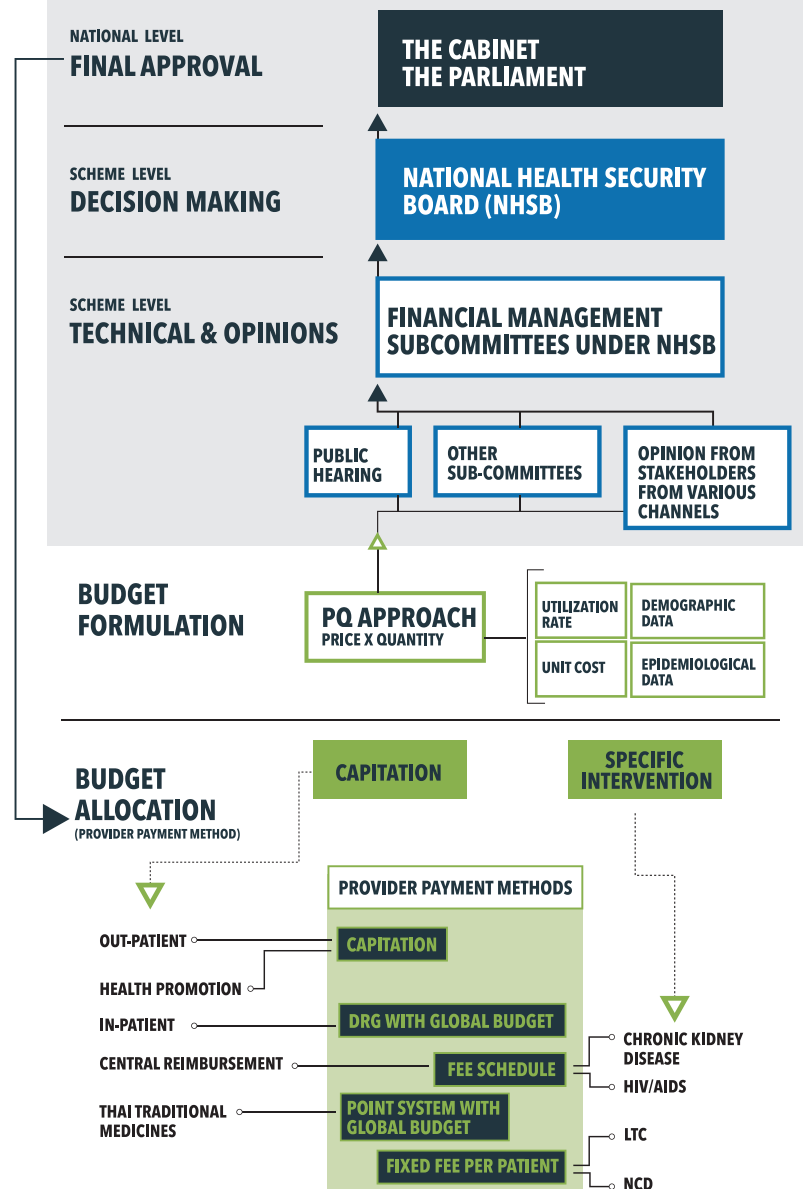 NATIONAL LEVEL
FINAL APPROVAL
THE CABINET
THE PARLIAMENT
SCHEME LEVEL
DECISION MAKING
NATIONAL HEALTH SECURITY
BOARD (NHSB)
SCHEME LEVEL
TECHNICAL & OPINIONS
FINANCIAL MANAGEMENT
SUBCOMMITTEES UNDER NHSB
PUBLIC
HEARING
OTHER
SUB-COMMITTEES
OPINION FROM
STAKEHOLDERS
FROM VARIOUS
CHANNELS
BUDGET
FORMULATION
PQ APPROACH
PRICE X QUANTITY
UTILIZATION
RATE
DEMOGRAPHIC
DATA
UNIT COST
EPIDEMIOLOGICAL
DATA
BUDGET
ALLOCATION
(PROVIDER PAYMENT METHOD)
CAPITATION
SPECIFIC
INTERVENTION
PROVIDER PAYMENT METHODS
OUT-PATIENT
CAPITATION
HEALTH PROMOTION
IN-PATIENT
DRG WITH GLOBAL BUDGET
CENTRAL REIMBURSEMENT
FEE SCHEDULE
CHRONIC KIDNEY
DISEASE
HIV/AIDS
THAI TRADITIONAL
MEDICINES
POINT SYSTEM WITH
GLOBAL BUDGET
FIXED FEE PER PATIENT
LTC
NCD